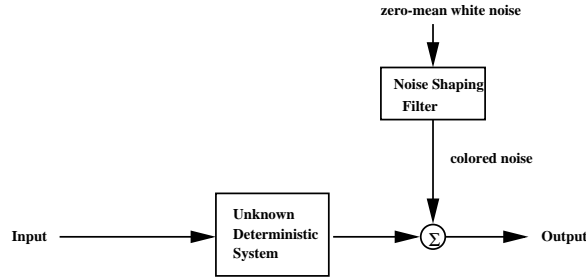 zero-mean white noise
Noise Shaping
Filter
colored noise
Unknown
Deterministic
System
Input
Σ
Output